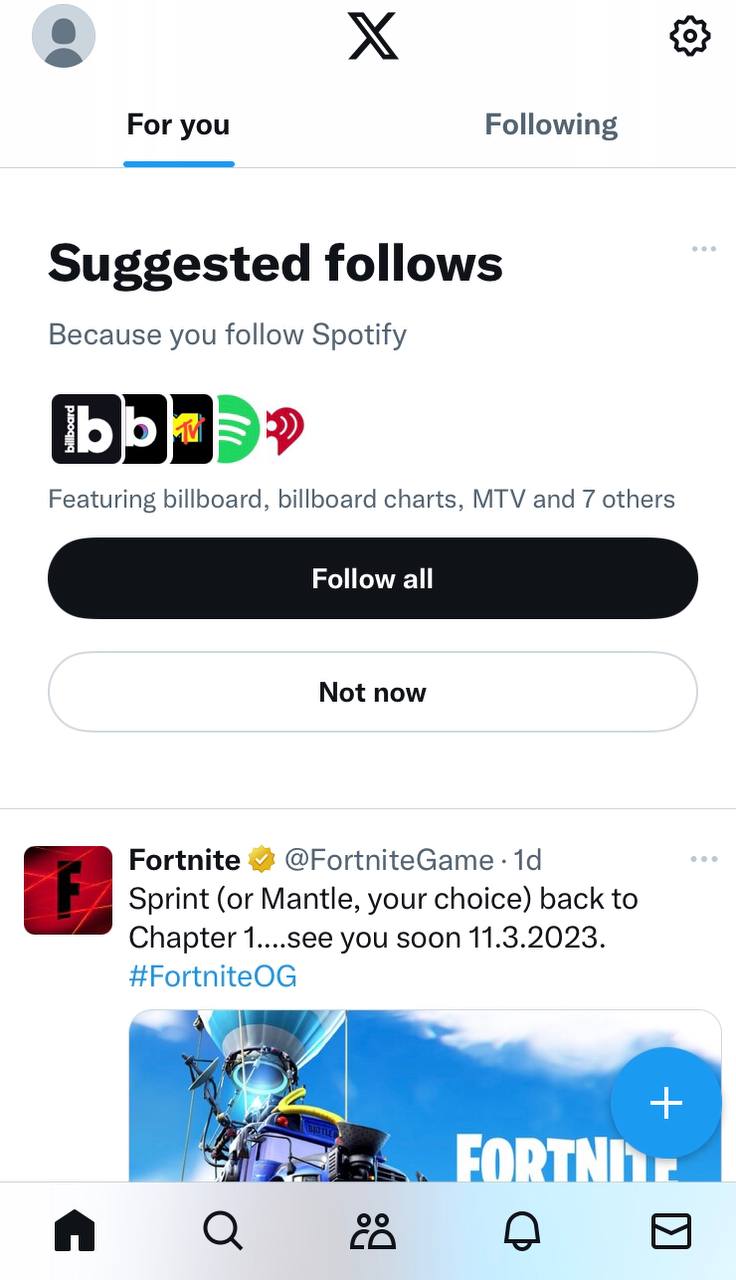 For you
Following
Suggested follows
Because you follow Spotify
billboard b
b
MTV
Featuring billboard, billboard charts, MTV and 7 others
Follow all
Not now
Fortnite @FortniteGame · 1d
Sprint (or Mantle, your choice) back to
Chapter 1....see you soon 11.3.2023.
#FortniteOG
BATTLE
FORTNITE